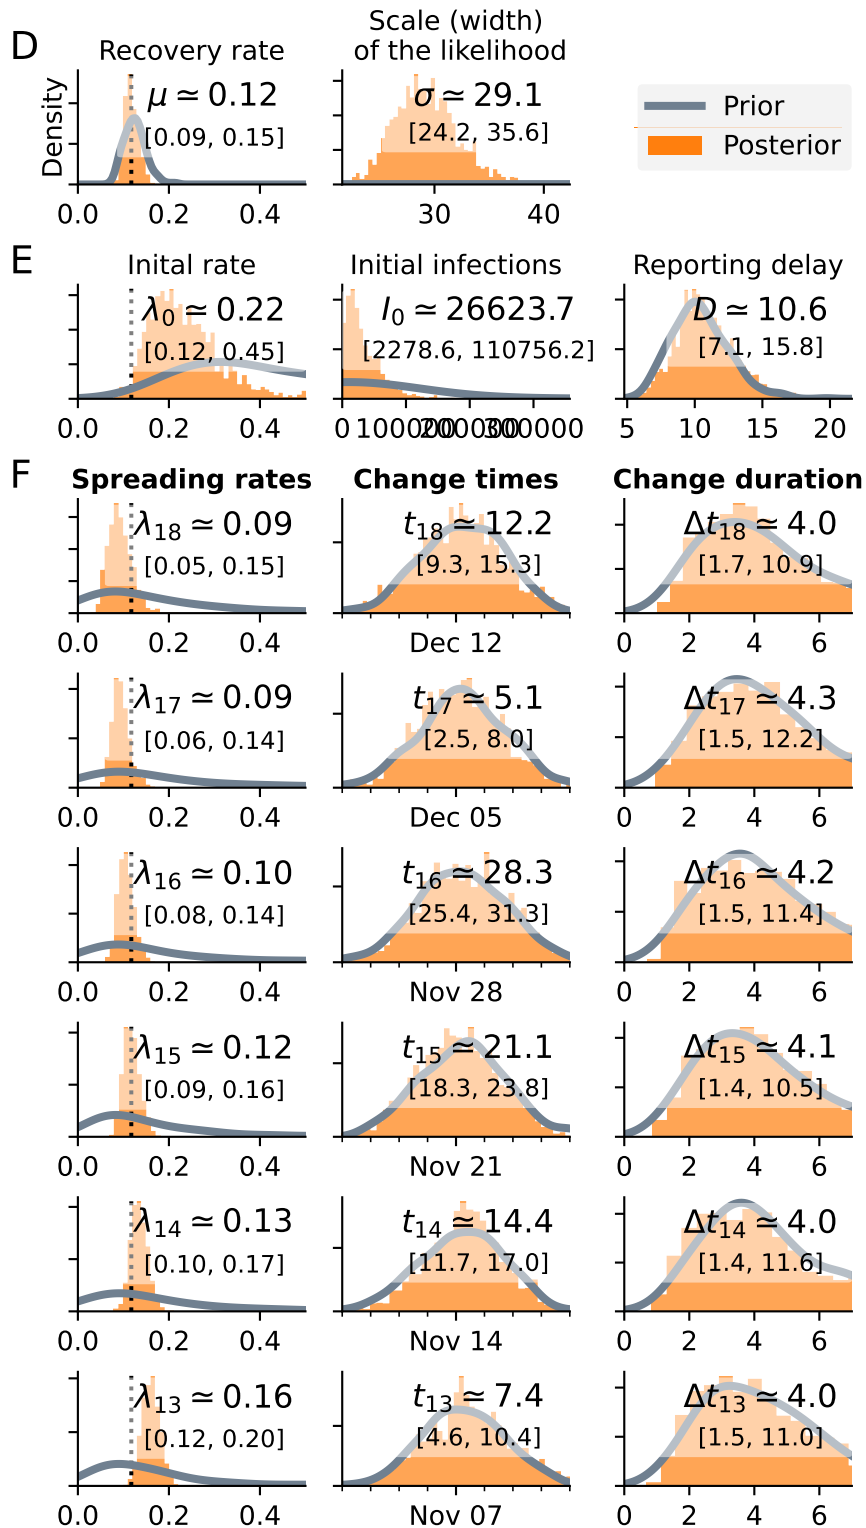 D
Recovery rate
Scale (width)
of the likelihood
Density
μ ≃ 0.12
[0.09, 0.15]
0.0 0.2 0.4
σ ≃ 29.1
[24.2, 35.6]
30 40
Prior
Posterior
E
Inital rate
λ0 ≃ 0.22
[0.12, 0.45]
0.0 0.2 0.4
Initial infections
I0 ≃ 26623.7
[2278.6, 110756.2]
0 100000 200000 300000
Reporting delay
D ≃ 10.6
[7.1, 15.8]
5 10 15 20
F
Spreading rates Change times Change duration
λ18 ≃ 0.09
[0.05, 0.15]
0.0 0.2 0.4
t18 ≃ 12.2
[9.3, 15.3]
Dec 12
Δt18 ≃ 4.0
[1.7, 10.9]
0 2 4 6
λ17 ≃ 0.09
[0.06, 0.14]
0.0 0.2 0.4
t17 ≃ 5.1
[2.5, 8.0]
Dec 05
Δt17 ≃ 4.3
[1.5, 12.2]
0 2 4 6
λ16 ≃ 0.10
[0.08, 0.14]
0.0 0.2 0.4
t16 ≃ 28.3
[25.4, 31.3]
Nov 28
Δt16 ≃ 4.2
[1.5, 11.4]
0 2 4 6
λ15 ≃ 0.12
[0.09, 0.16]
0.0 0.2 0.4
t15 ≃ 21.1
[18.3, 23.8]
Nov 21
Δt15 ≃ 4.1
[1.4, 10.5]
0 2 4 6
λ14 ≃ 0.13
[0.10, 0.17]
0.0 0.2 0.4
t14 ≃ 14.4
[11.7, 17.0]
Nov 14
Δt14 ≃ 4.0
[1.4, 11.6]
0 2 4 6
λ13 ≃ 0.16
[0.12, 0.20]
0.0 0.2 0.4
t13 ≃ 7.4
[4.6, 10.4]
Nov 07
Δt13 ≃ 4.0
[1.5, 11.0]
0 2 4 6